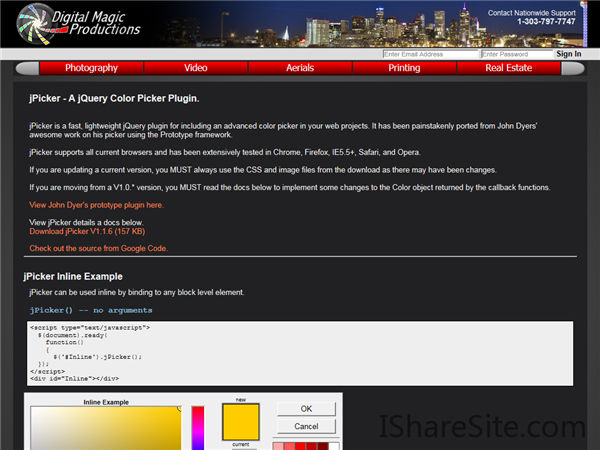 Digital Magic
Productions
Contact Nationwide Support
1-303-797-7747
Enter Email Address
Enter Password
Sign In
Photography
Video
Aerials
Printing
Real Estate
jPicker - A jQuery Color Picker Plugin.
jPicker is a fast, lightweight jQuery plugin for including an advanced color picker in your web projects. It has been painstakenly ported from John Dyers'
awesome work on his picker using the Prototype framework.
jPicker supports all current browsers and has been extensively tested in Chrome, Firefox, IE5.5+, Safari, and Opera.
If you are updating a current version, you MUST always use the CSS and image files from the download as there may have been changes.
If you are moving from a V1.0.* version, you MUST read the docs below to implement some changes to the Color object returned by the callback functions.
View John Dyer's prototype plugin here.
View jPicker details a docs below.
Download jPicker V1.1.6 (157 KB)
Check out the source from Google Code.
jPicker Inline Example
jPicker can be used inline by binding to any block level element.
jPicker() -- no arguments
<script type="text/javascript">
$(document).ready(
function()
{
$('#Inline').jPicker();
});
</script>
<div id="Inline"></div>
Inline Example
new
OK
Cancel
current
IShareSite.com